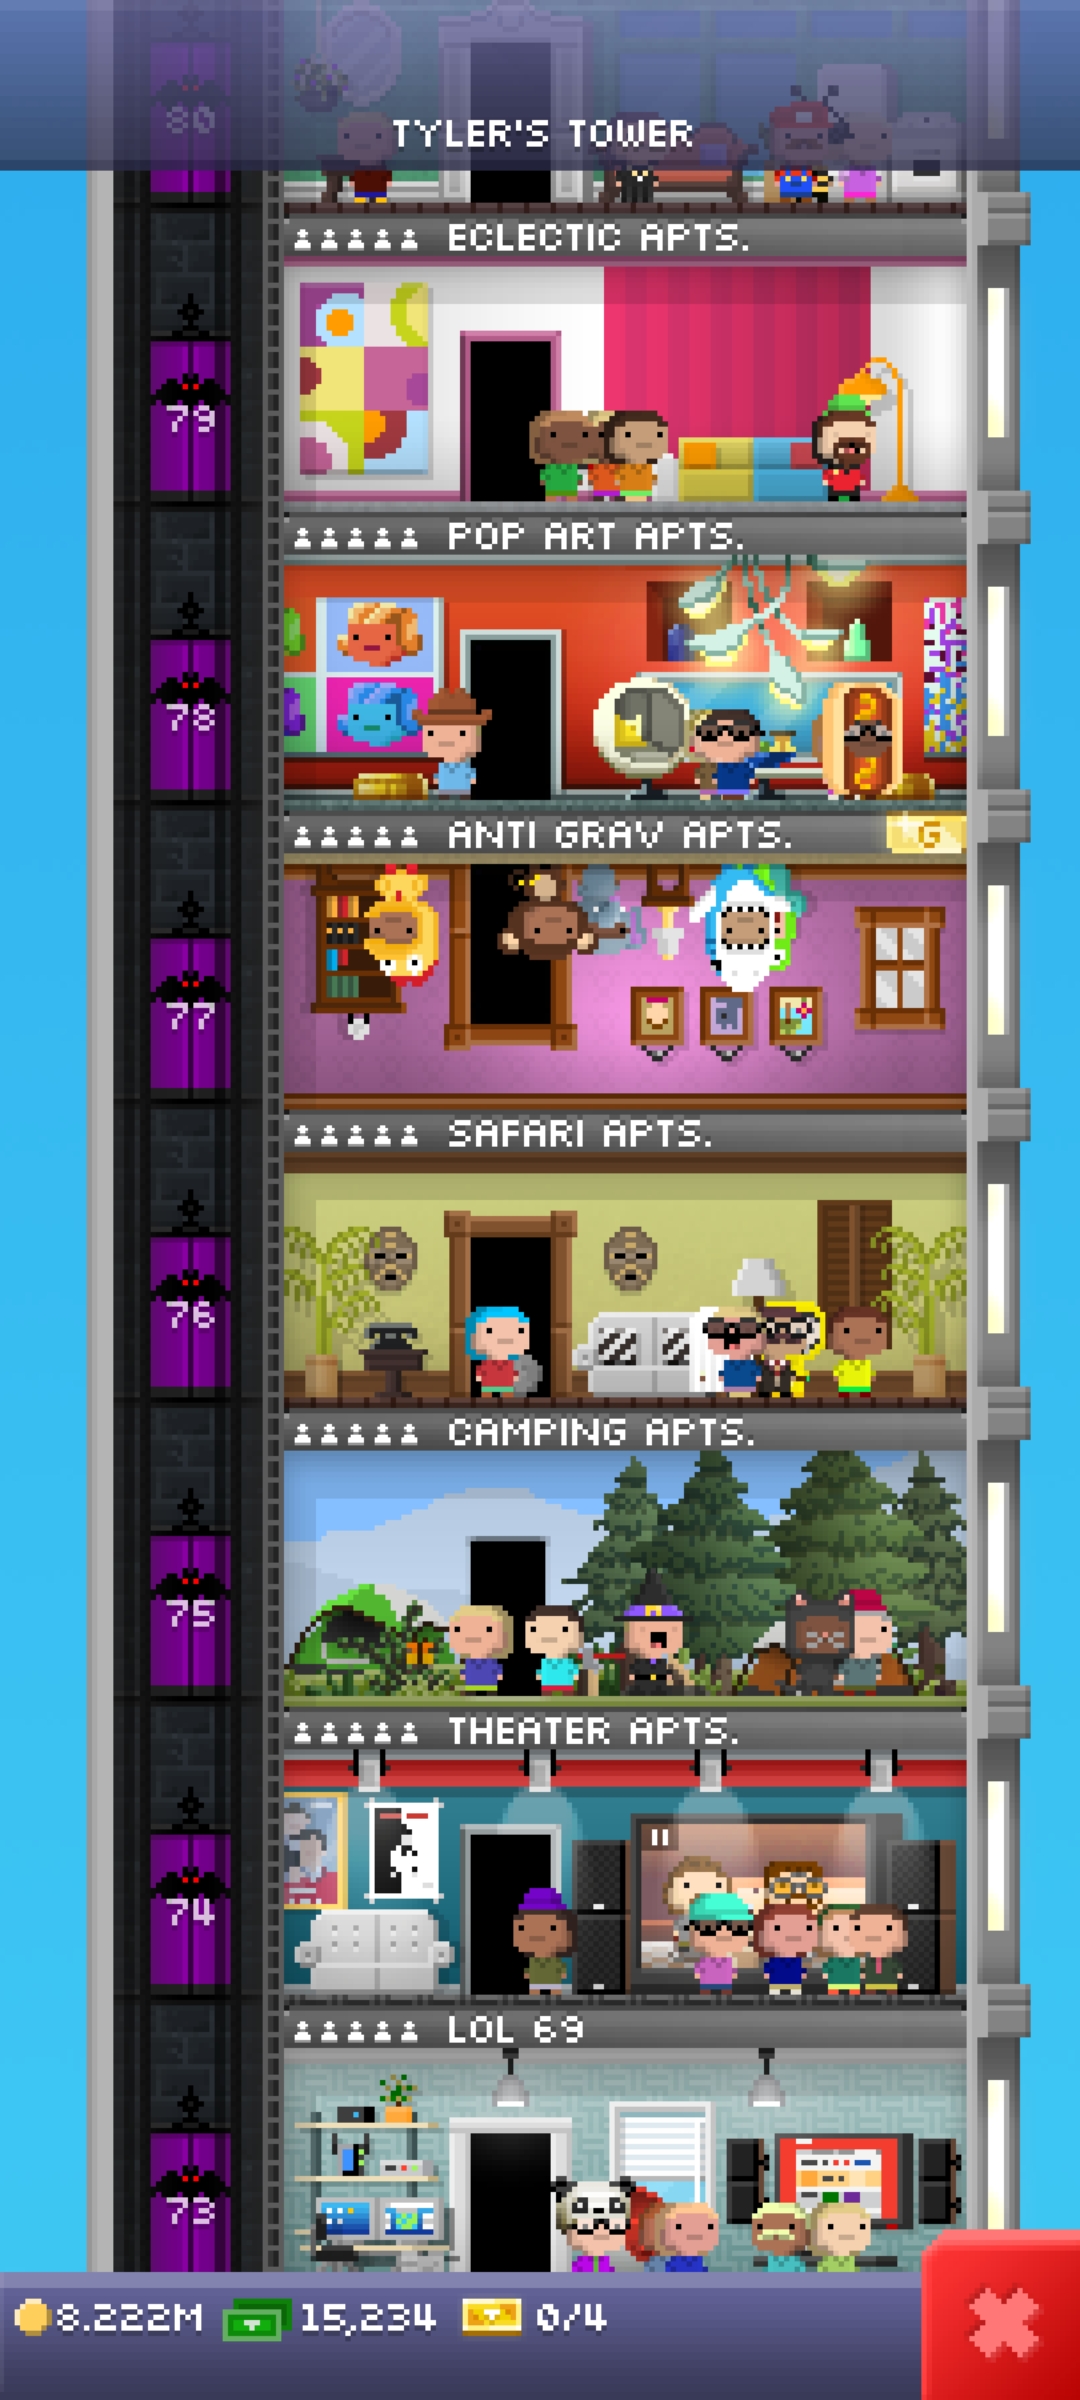 80
TYLER'S TOWER
ECLECTIC APTS.
79
POP ART APTS.
78
ANTI GRAV APTS. G
77
SAFARI APTS.
76
CAMPING APTS.
75
THEATER APTS.
74
LOL 69
73
8.222M 15,234 0/4